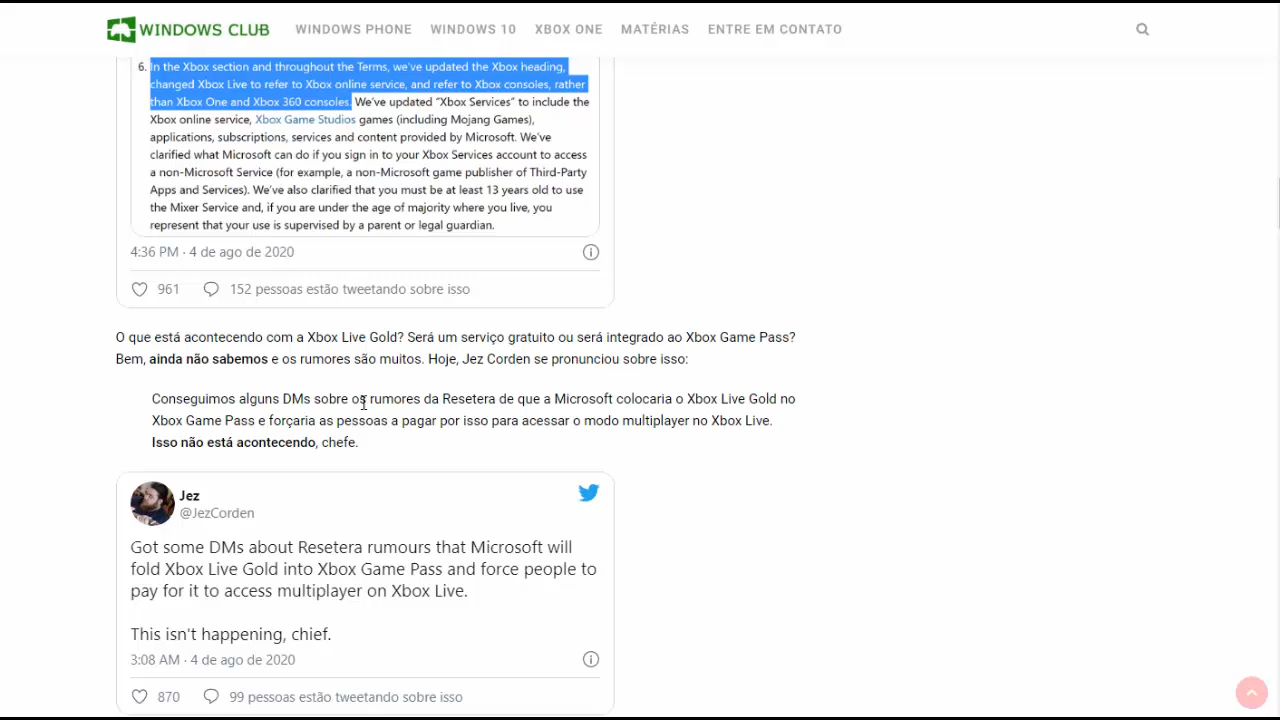 WINDOWS CLUB WINDOWS PHONE WINDOWS 10 XBOX ONE MATÉRIAS ENTRE EM CONTATO
6. In the Xbox section and throughout the Terms, we've updated the Xbox heading,
changed Xbox Live to refer to Xbox online service, and refer to Xbox consoles, rather
than Xbox One and Xbox 360 consoles. We've updated "Xbox Services" to include the
Xbox online service, Xbox Game Studios games (including Mojang Games),
applications, subscriptions, services and content provided by Microsoft. We've
clarified what Microsoft can do if you sign in to your Xbox Services account to access
a non-Microsoft Service (for example, a non-Microsoft game publisher of Third-Party
Apps and Services). We've also clarified that you must be at least 13 years old to use
the Mixer Service and, if you are under the age of majority where you live, you
represent that your use is supervised by a parent or legal guardian.
4:36 PM · 4 de ago de 2020
961 152 pessoas estão tweetando sobre isso
O que está acontecendo com a Xbox Live Gold? Será um serviço gratuito ou será integrado ao Xbox Game Pass?
Bem, ainda não sabemos e os rumores são muitos. Hoje, Jez Corden se pronunciou sobre isso:
Conseguimos alguns DMs sobre os rumores da Resetera de que a Microsoft colocaria o Xbox Live Gold no
Xbox Game Pass e forçaria as pessoas a pagar por isso para acessar o modo multiplayer no Xbox Live.
Isso não está acontecendo, chefe.
Jez
@JezCorden
Got some DMs about Resetera rumours that Microsoft will
fold Xbox Live Gold into Xbox Game Pass and force people to
pay for it to access multiplayer on Xbox Live.
This isn't happening, chief.
3:08 AM · 4 de ago de 2020
870 99 pessoas estão tweetando sobre isso